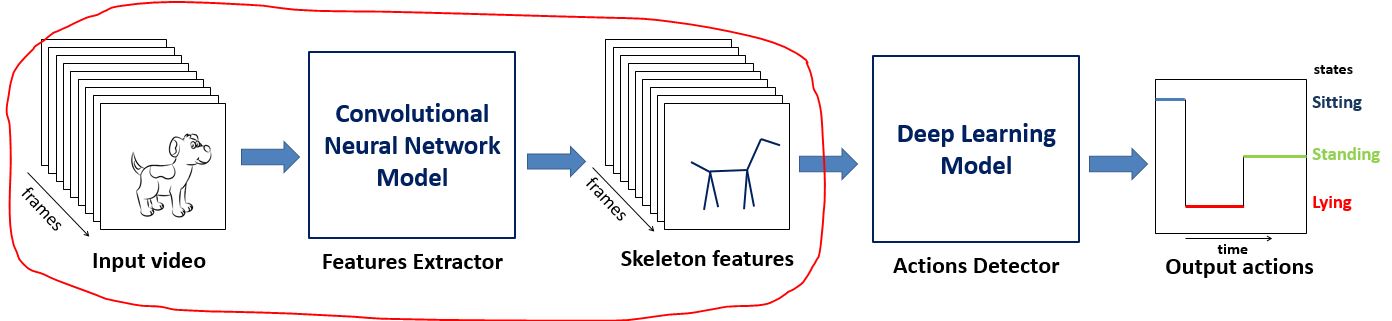 frames
Input video
Convolutional
Neural Network
Model
Features Extractor
frames
Skeleton features
Deep Learning
Model
Actions Detector
states
Sitting
Standing
Lying
time
Output actions